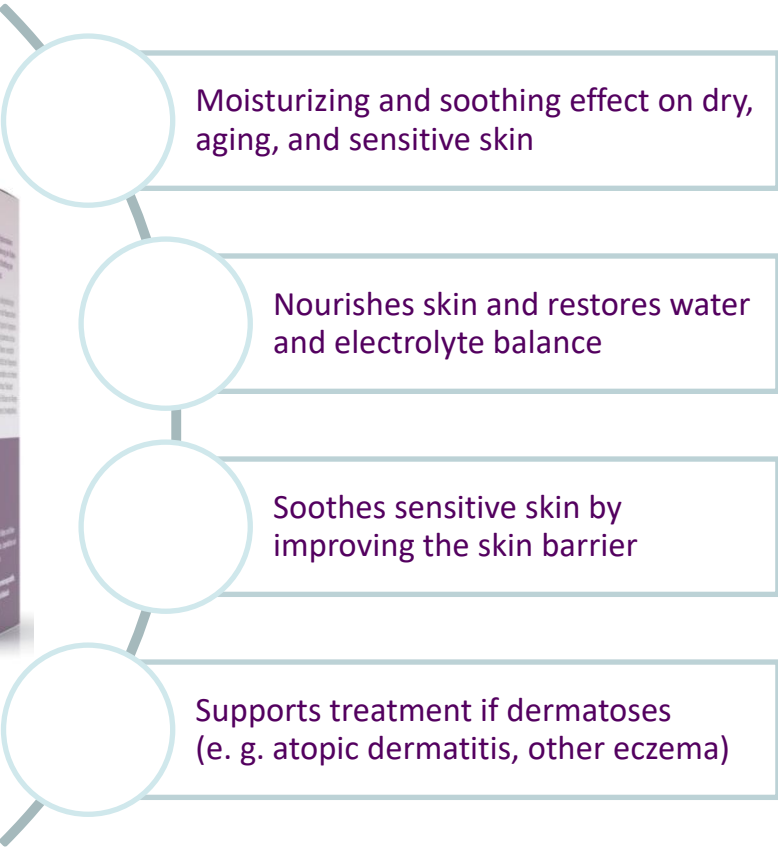 Moisturizing and soothing effect on dry,
aging, and sensitive skin
Nourishes skin and restores water
and electrolyte balance
Soothes sensitive skin by
improving the skin barrier
Supports treatment if dermatoses
(e. g. atopic dermatitis, other eczema)